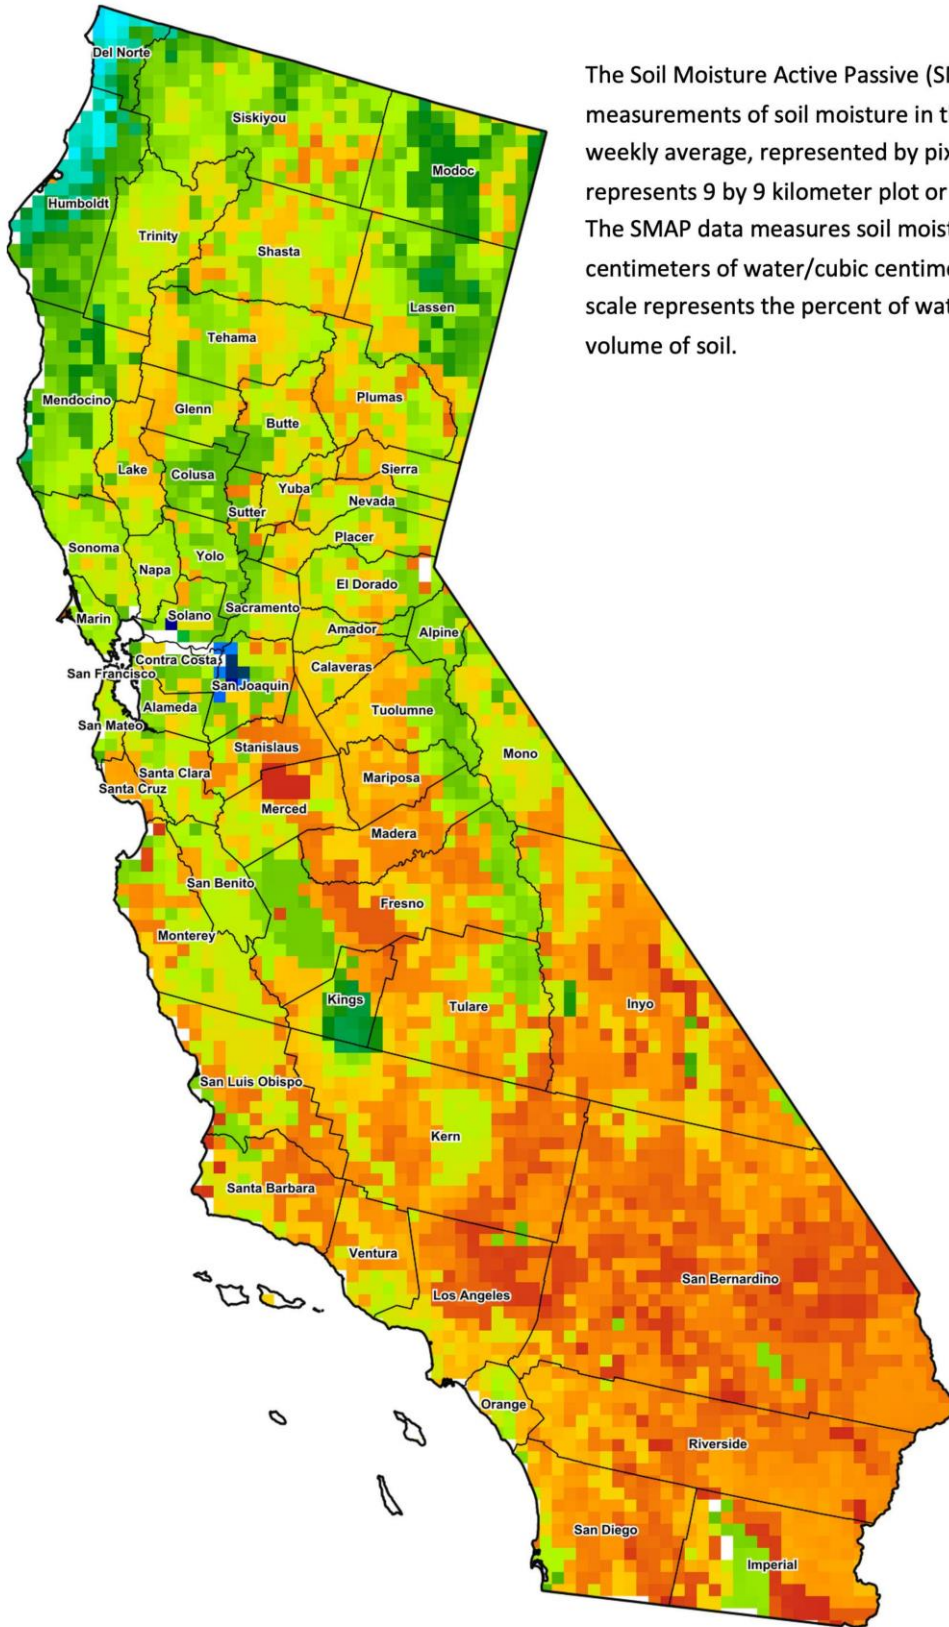 The Soil Moisture Active Passive
measurements of soil moisture in
weekly average, represented by
represents 9 by 9 kilometer plot or
The SMAP data measures soil
centimeters of water/cubic
scale represents the percent of
volume of soil.
Del Norte
Siskiyou
Modoc
Humboldt
Trinity
Shasta
Lassen
Tehama
Mendocino
Glenn
Butte
Plumas
Lake
Colusa
Yuba
Sierra
Nevada
Sutter
Placer
Sonoma
Napa
Yolo
El Dorado
Sacramento
Marin
Solano
Amador
Alpine
Contra Costa
Calaveras
San Francisco
San Joaquin
Alameda
Tuolumne
San Mateo
Stanislaus
Mono
Santa Clara
Mariposa
Santa Cruz
Merced
Madera
San Benito
Fresno
Monterey
Kings
Tulare
Inyo
San Luis Obispo
Kern
Santa Barbara
Ventura
San Bernardino
Los Angeles
Orange
Riverside
San Diego
Imperial